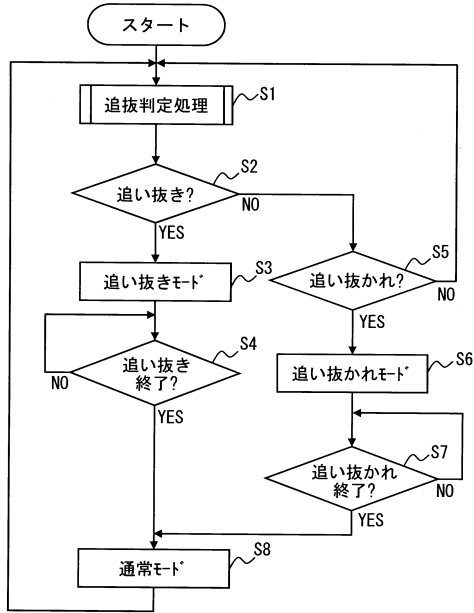 スタート
追抜判定処理
S1
追い抜き?
S2
NO
YES
追い抜きﾓｰﾄﾞ
S3
追い抜かれ?
S5
NO
YES
追い抜き
終了?
S4
NO
YES
追い抜かれﾓｰﾄﾞ
S6
追い抜かれ
終了?
S7
NO
YES
通常ﾓｰﾄﾞ
S8